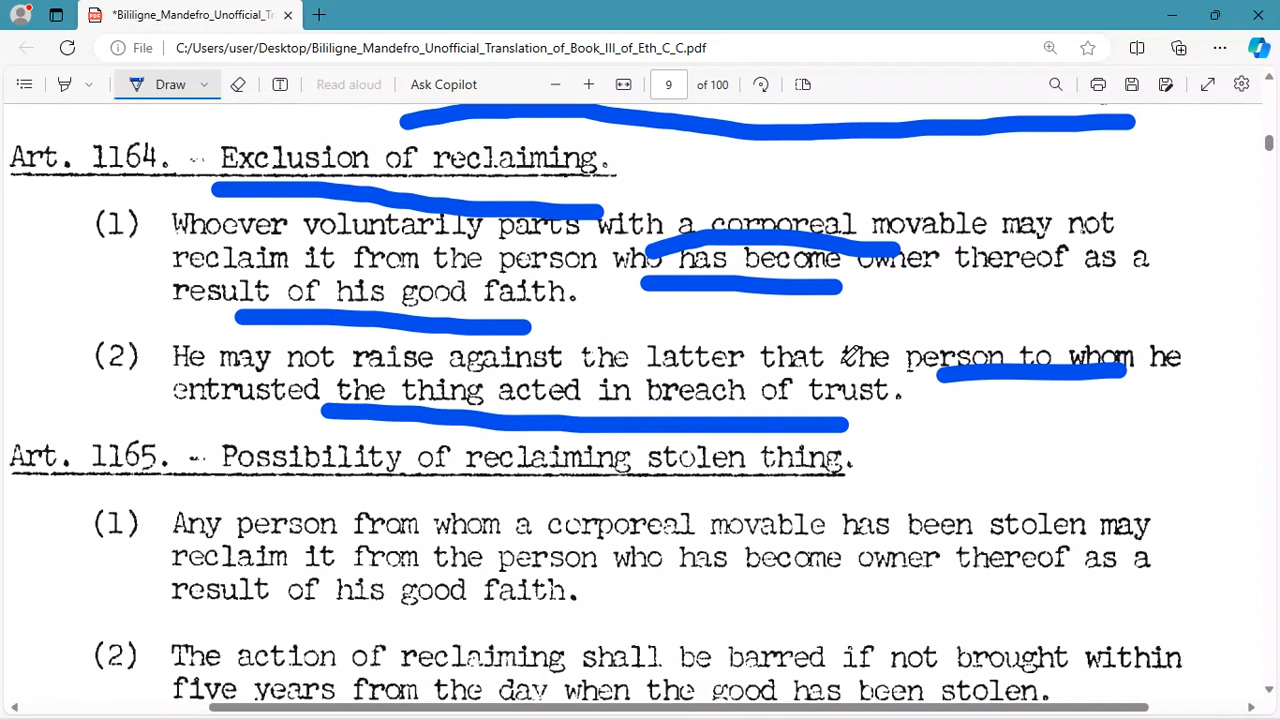 *Bililigne_Mandefro_Unofficial_Tr
File
C:/Users/user/Desktop/Bililigne_Mandefro_Unofficial_Translation_of_Book_III_of_Eth_C_C.pdf
Draw
Read aloud
Ask Copilot
9 of 100
Art. 1164. - Exclusion of reclaiming.
(1) Whoever voluntarily parts with a corporeal movable may not
reclaim it from the person who has become owner thereof as a
result of his good faith.
(2) He may not raise against the latter that the person to whom he
entrusted the thing acted in breach of trust.
Art. 1165. - Possibility of reclaiming stolen thing.
(1) Any person from whom a corporeal movable has been stolen may
reclaim it from the person who has become owner thereof as a
result of his good faith.
(2) The action of reclaiming shall be barred if not brought within
five years from the day when the good has been stolen.